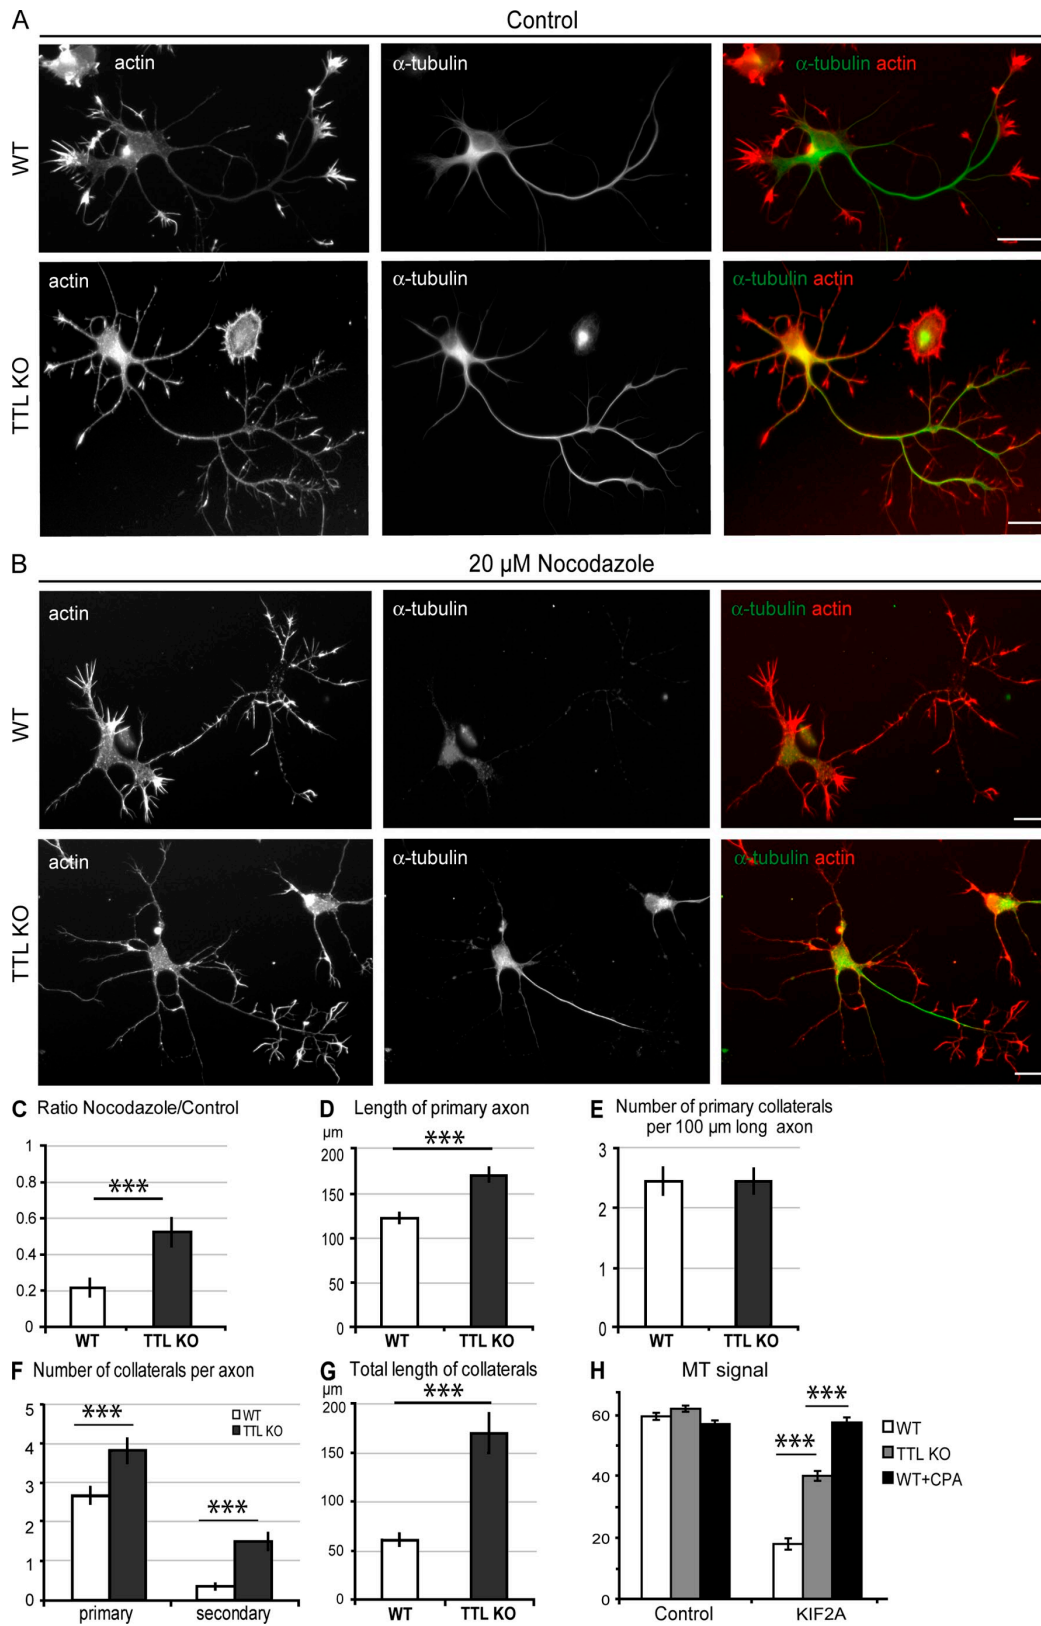 A
Control
WT
actin
α-tubulin
α-tubulin actin
TTL KO
actin
α-tubulin
α-tubulin actin
B
20 µM Nocodazole
WT
actin
α-tubulin
α-tubulin actin
TTL KO
actin
α-tubulin
α-tubulin actin
C Ratio Nocodazole/Control
1
0.8
0.6
0.4
0.2
0
***
WT TTL KO
D Length of primary axon
µm
200
150
100
50
0
***
WT TTL KO
E Number of primary collaterals
per 100 µm long axon
3
2
1
0
WT TTL KO
F Number of collaterals per axon
5
4
3
2
1
0
***
***
WT
TTL KO
primary secondary
G Total length of collaterals
µm
200
150
100
50
0
***
WT TTL KO
H MT signal
60
40
20
0
***
***
WT
TTL KO
WT+CPA
Control KIF2A